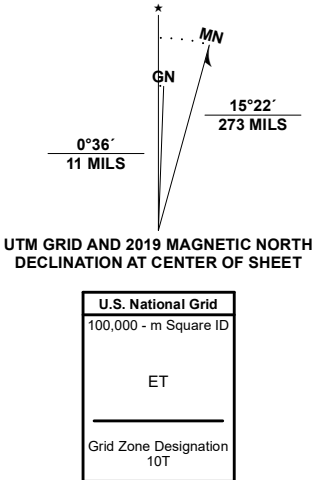 MN
GN
15°22´
273 MILS
0°36´
11 MILS
UTM GRID AND 2019 MAGNETIC NORTH
DECLINATION AT CENTER OF SHEET
U.S. National Grid
100,000 - m Square ID
ET
Grid Zone Designation
10T